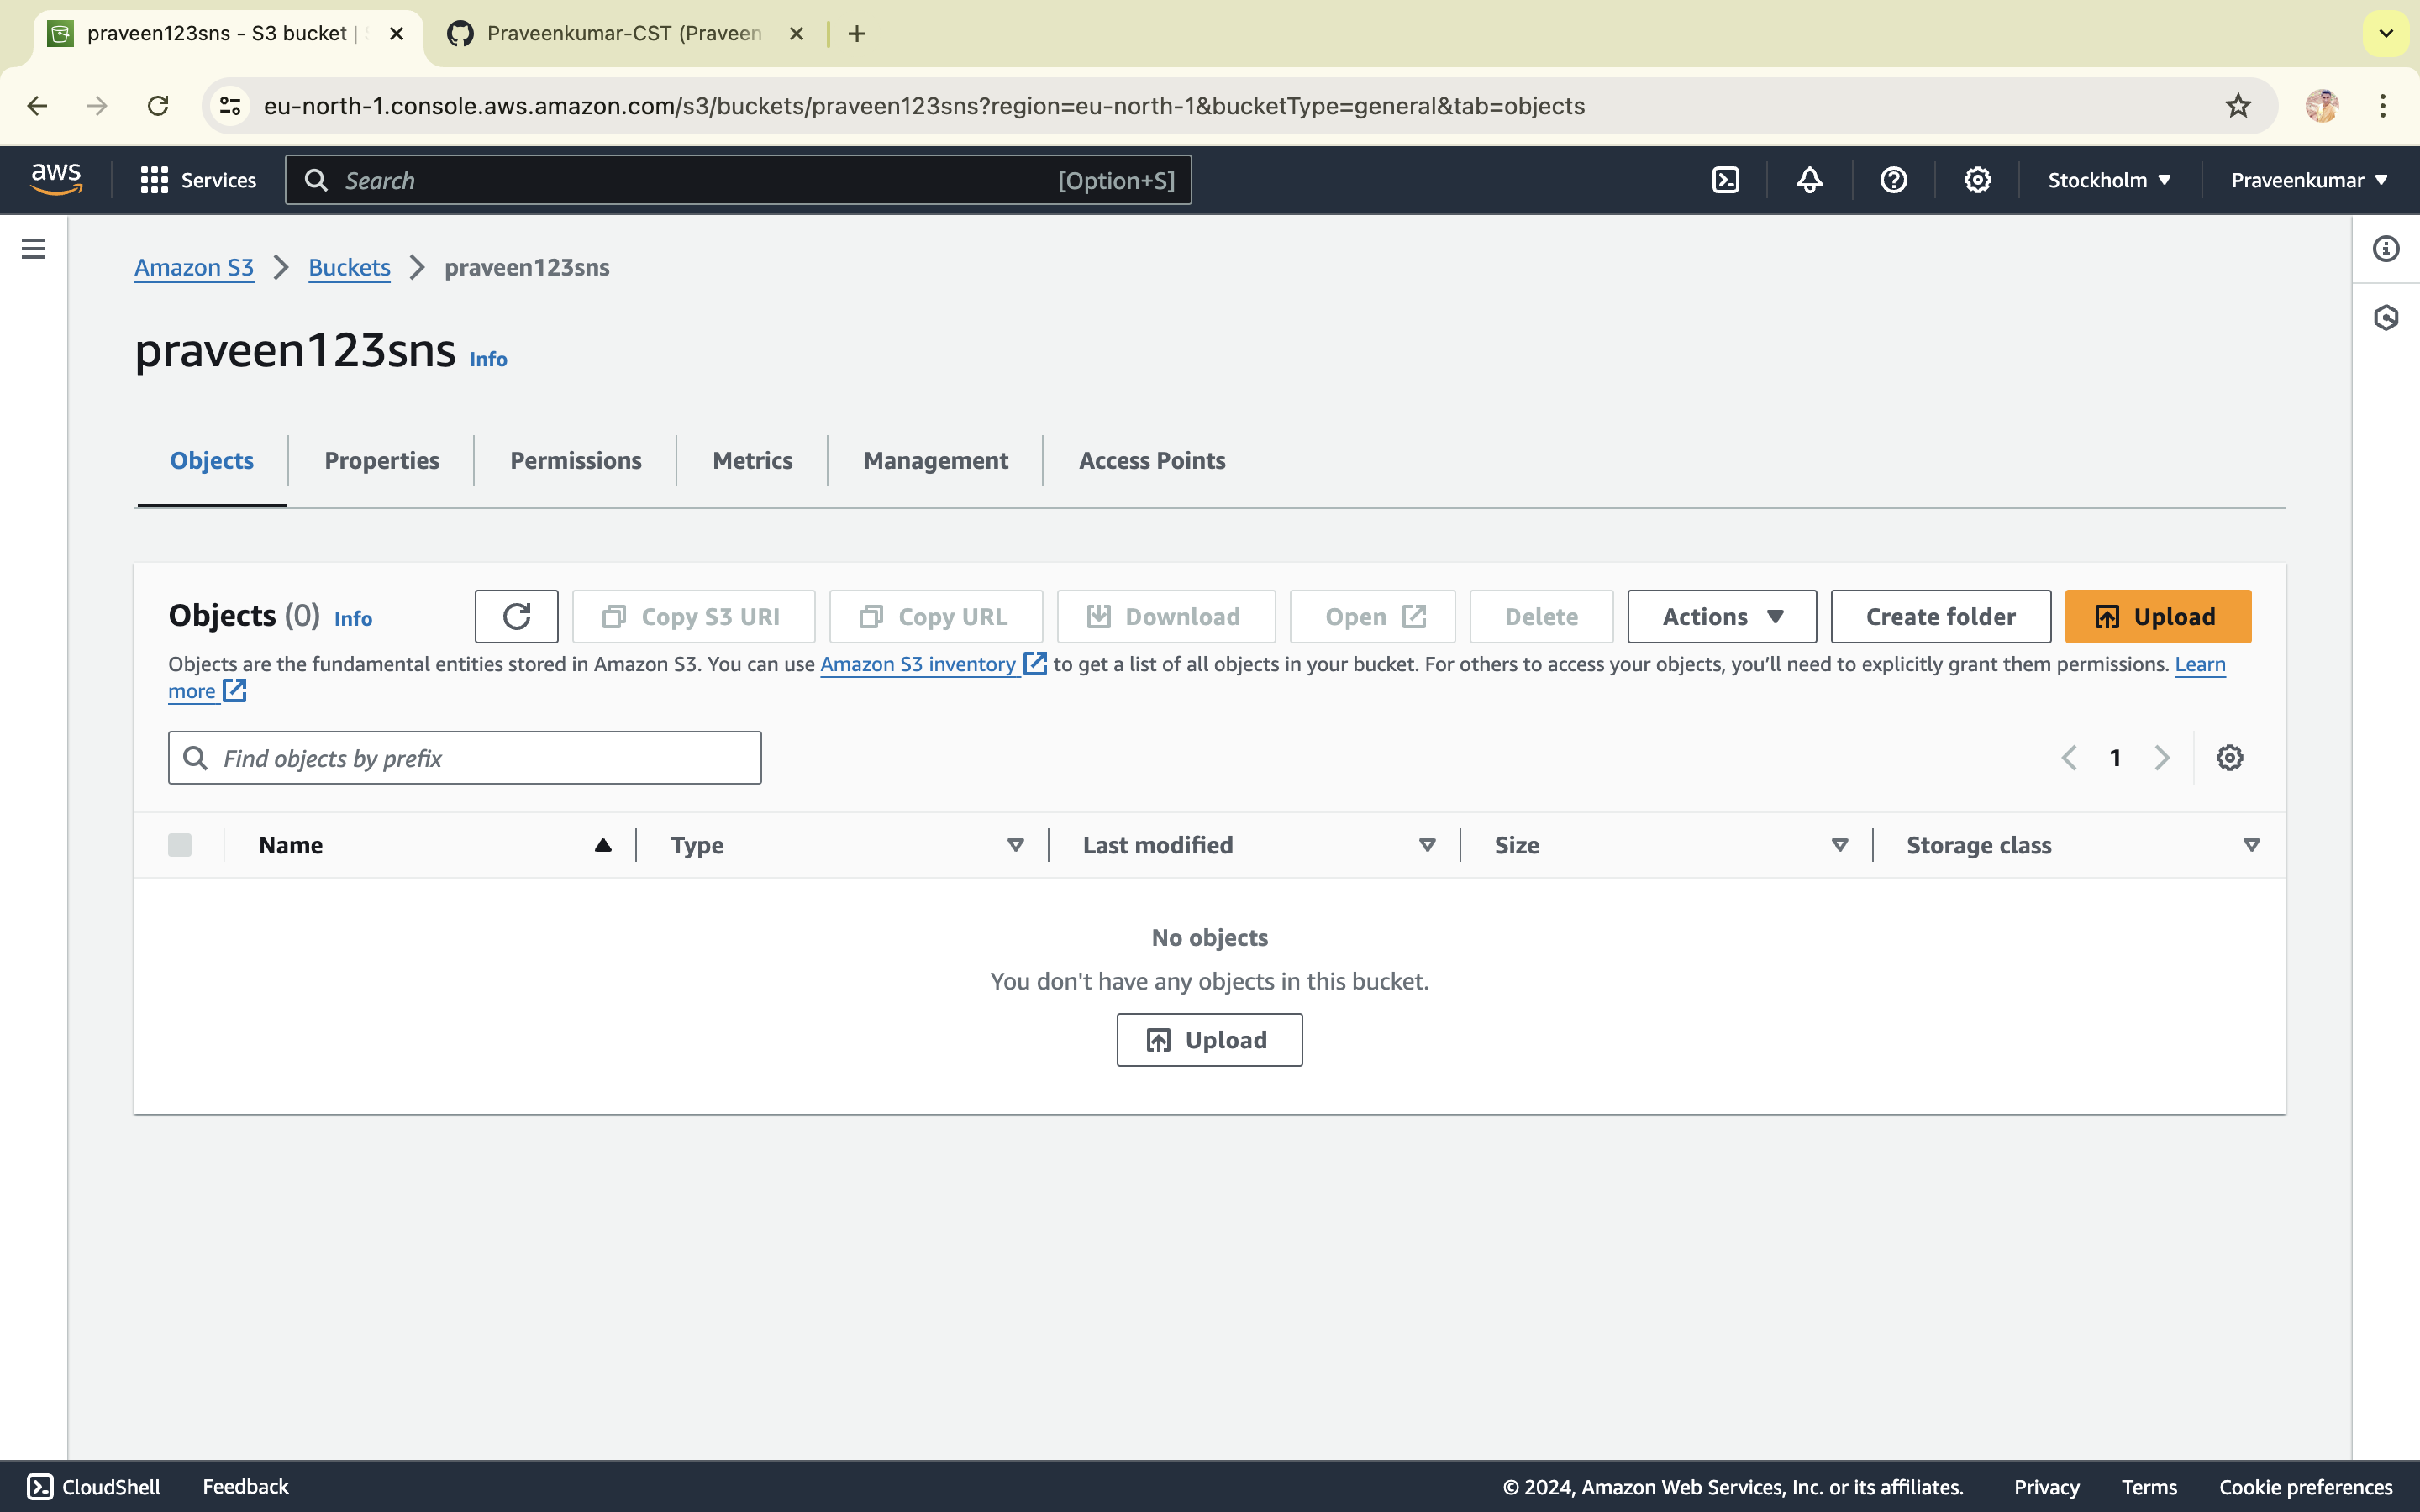 praveen123sns - S3 bucket |
Praveenkumar-CST (Praveen
eu-north-1.console.aws.amazon.com/s3/buckets/praveen123sns?region=eu-north-1&bucketType=general&tab=objects
aws
Services
Search
[Option+S]
Stockholm
Praveenkumar
Amazon S3 Buckets praveen123sns
praveen123sns Info
Objects Properties Permissions Metrics Management Access Points
Objects (0) Info Copy S3 URI Copy URL Download Open Delete Actions Create folder Upload
Objects are the fundamental entities stored in Amazon S3. You can use Amazon S3 inventory to get a list of all objects in your bucket. For others to access your objects, you’ll need to explicitly grant them permissions. Learn
more
Find objects by prefix
1
Name Type Last modified Size Storage class
No objects
You don't have any objects in this bucket.
Upload
CloudShell Feedback © 2024, Amazon Web Services, Inc. or its affiliates. Privacy Terms Cookie preferences